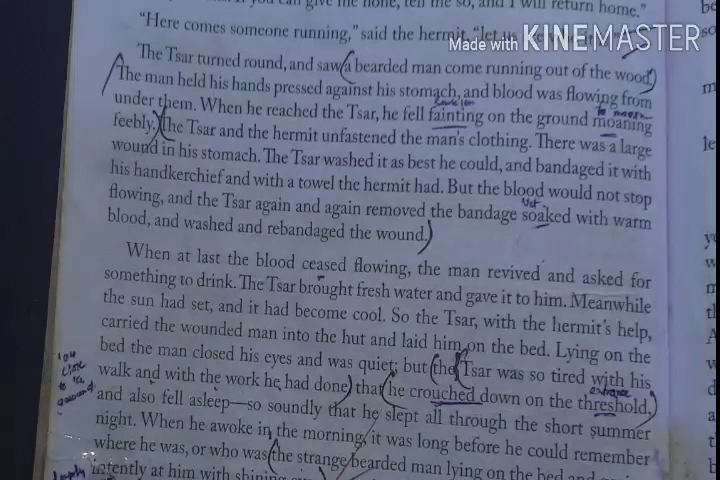 you can give me none, tell me so, and I will return home."
"Here comes someone running," said the hermit, "let us
Made with KINEMASTER
The Tsar turned round, and saw (a bearded man come running out of the wood)
The man held his hands pressed against his stomach, and blood was flowing from
under them. When he reached the Tsar, he fell fainting on the ground moaning
feebly.) The Tsar and the hermit unfastened the man's clothing. There was a large
wound in his stomach. The Tsar washed it as best he could, and bandaged it with
his handkerchief and with a towel the hermit had. But the blood would not stop
flowing, and the Tsar again and again removed the bandage soaked with warm
blood, and washed and rebandaged the wound.)
When at last the blood ceased flowing, the man revived and asked for
something to drink. The Tsar brought fresh water and gave it to him. Meanwhile
the sun had set, and it had become cool. So the Tsar, with the hermit's help,
carried the wounded man into the hut and laid him on the bed. Lying on the
bed the man closed his eyes and was quiet; but (the Tsar was so tired with his
walk and with the work he had done) that (he crouched down on the threshold,)
entrance
and also fell asleep—so soundly that he slept all through the short summer
night. When he awoke in the morning, it was long before he could remember
where he was, or who was (the strange bearded man lying on the bed and
intently at him with shining